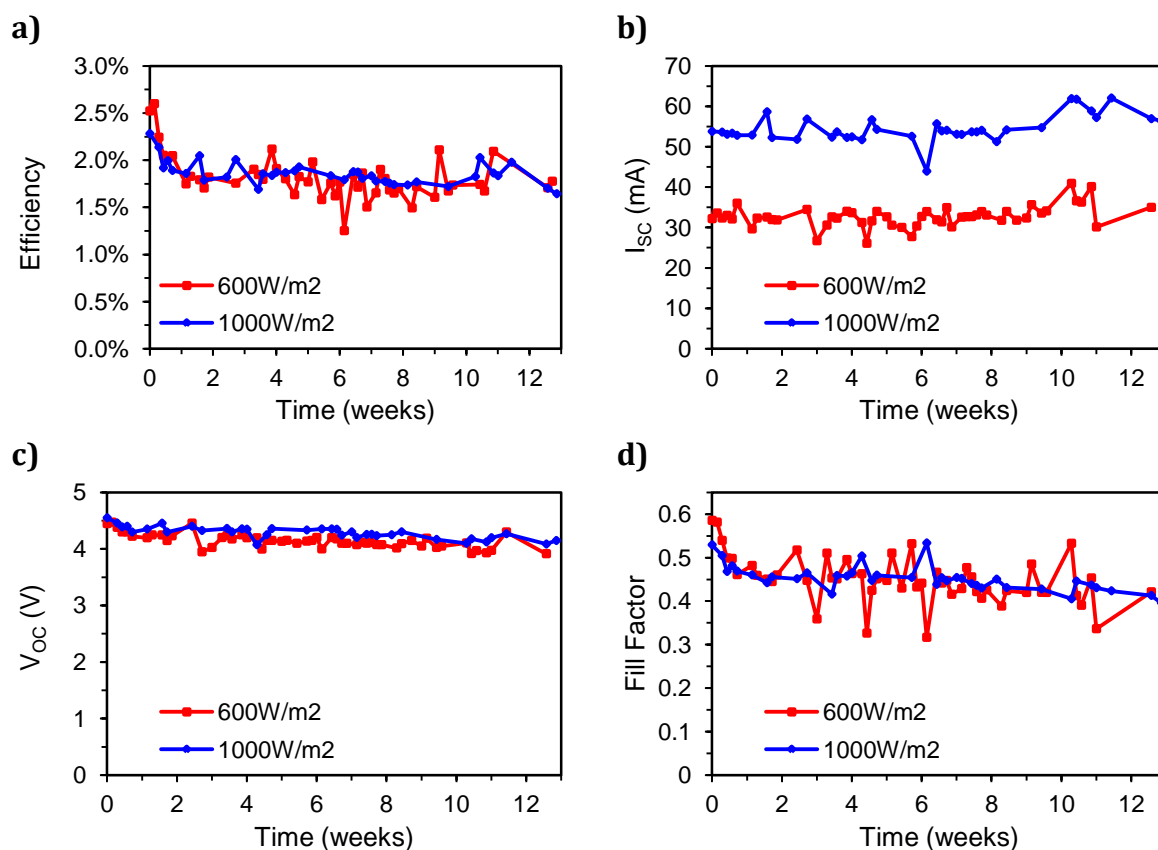 a)
3.0%
2.5%
2.0%
1.5%
1.0%
0.5%
0.0%
Efficiency
600W/m2
1000W/m2
0 2 4 6 8 10 12
Time (weeks)
b)
70
60
50
40
30
20
10
0
I_SC (mA)
600W/m2
1000W/m2
0 2 4 6 8 10 12
Time (weeks)
c)
5
4
3
2
1
0
V_OC (V)
600W/m2
1000W/m2
0 2 4 6 8 10 12
Time (weeks)
d)
0.6
0.5
0.4
0.3
0.2
0.1
0
Fill Factor
600W/m2
1000W/m2
0 2 4 6 8 10 12
Time (weeks)